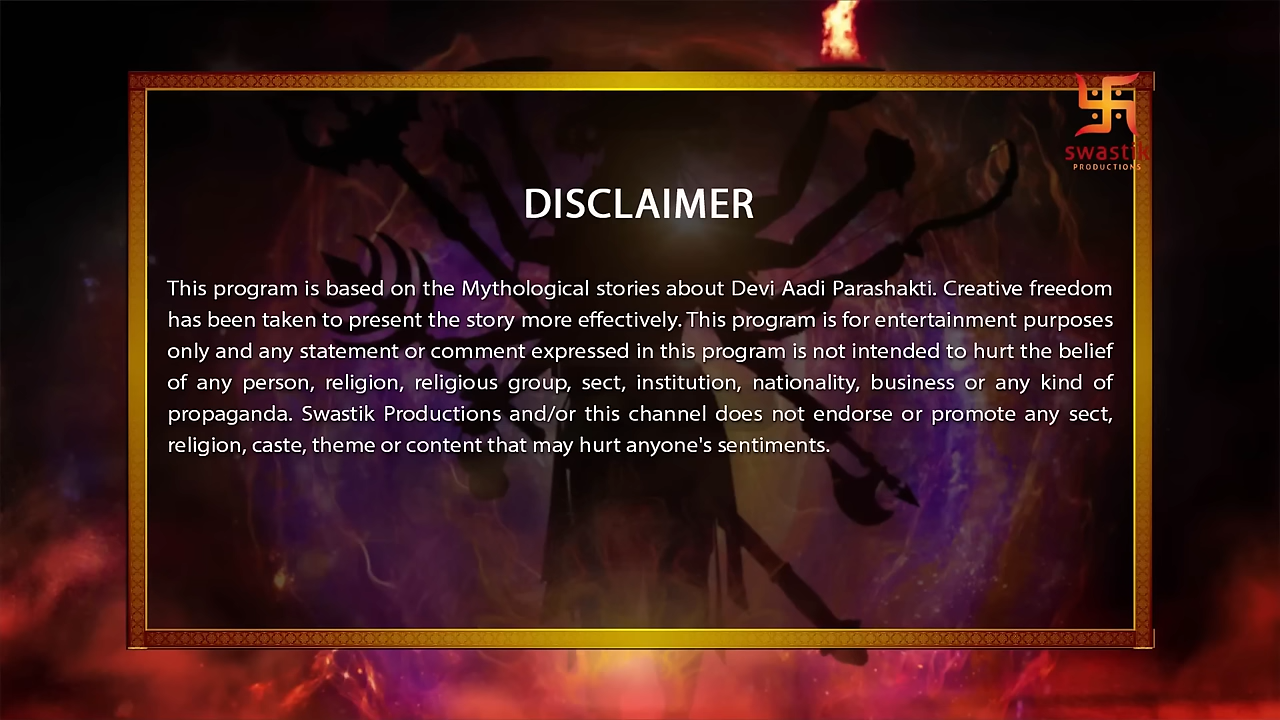 swastik
PRODUCTIONS
DISCLAIMER
This program is based on the Mythological stories about Devi Aadi Parashakti. Creative freedom
has been taken to present the story more effectively. This program is for entertainment purposes
only and any statement or comment expressed in this program is not intended to hurt the belief
of any person, religion, religious group, sect, institution, nationality, business or any kind of
propaganda. Swastik Productions and/or this channel does not endorse or promote any sect,
religion, caste, theme or content that may hurt anyone's sentiments.